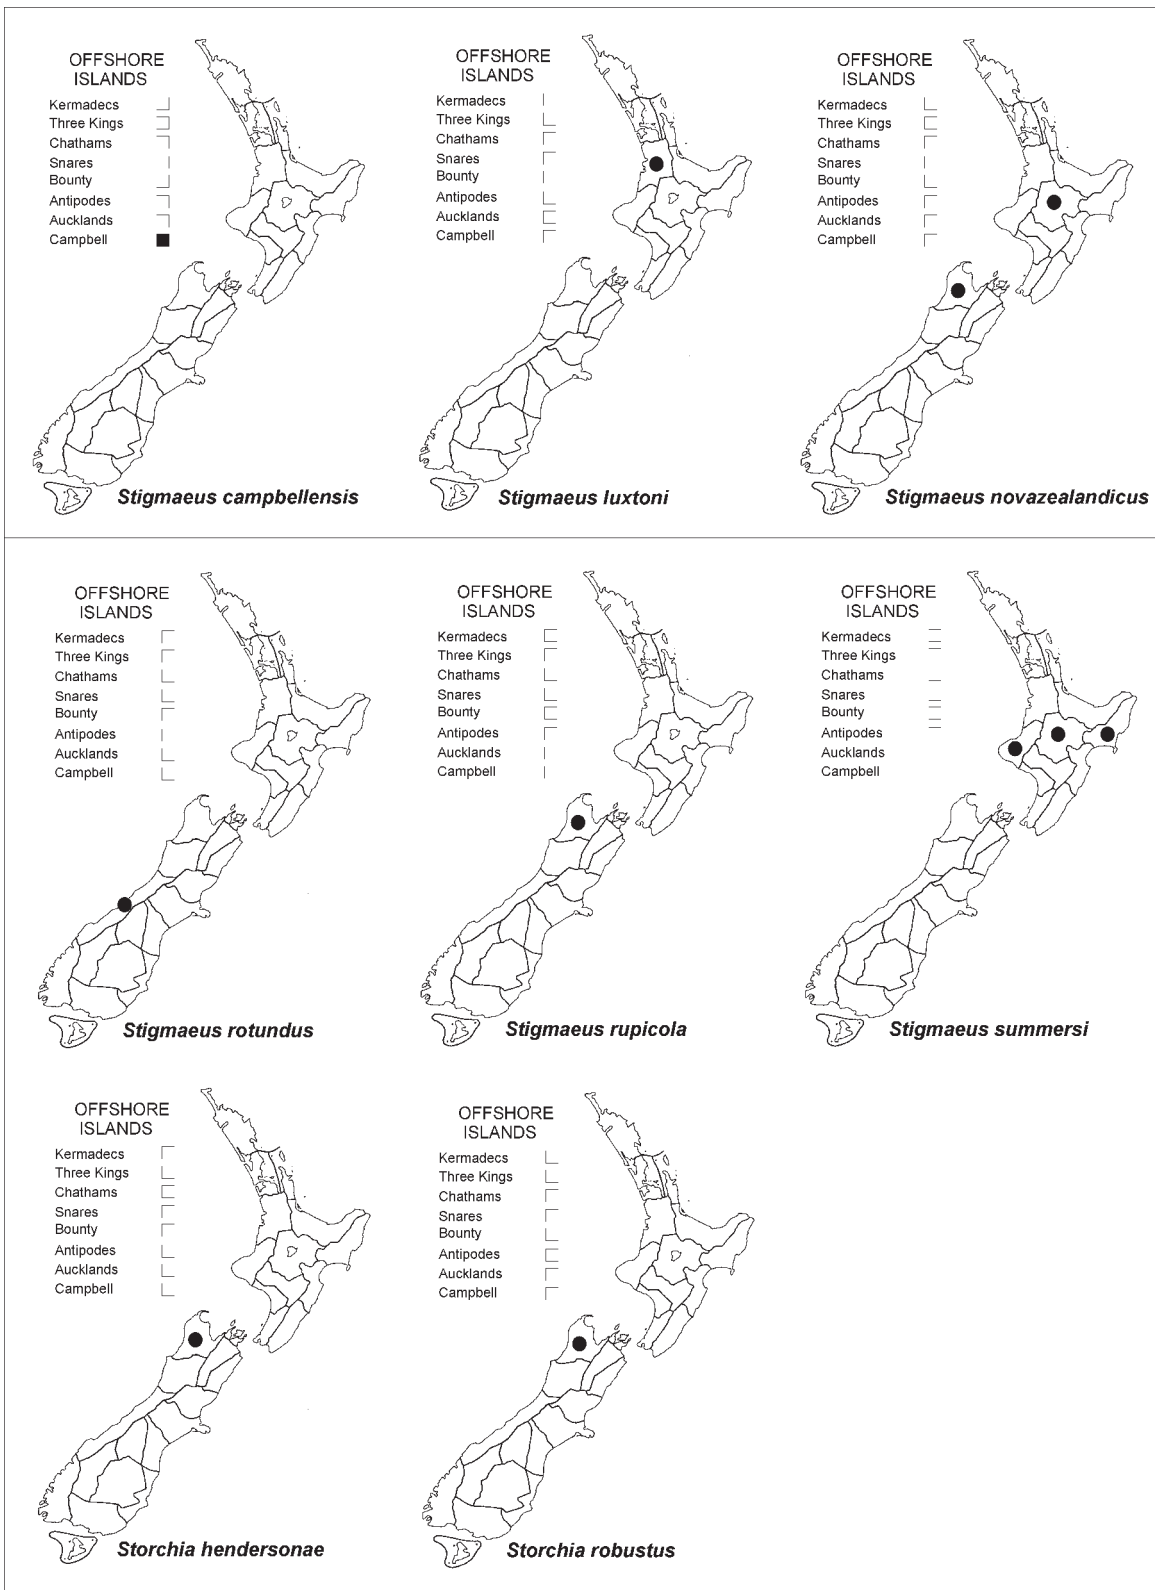 OFFSHORE
ISLANDS
Kermadecs
Three Kings
Chathams
Snares
Bounty
Antipodes
Aucklands
Campbell
Stigmaeus campbellensis
OFFSHORE
ISLANDS
Kermadecs
Three Kings
Chathams
Snares
Bounty
Antipodes
Aucklands
Campbell
Stigmaeus luxtoni
OFFSHORE
ISLANDS
Kermadecs
Three Kings
Chathams
Snares
Bounty
Antipodes
Aucklands
Campbell
Stigmaeus novazealandicus
OFFSHORE
ISLANDS
Kermadecs
Three Kings
Chathams
Snares
Bounty
Antipodes
Aucklands
Campbell
Stigmaeus rotundus
OFFSHORE
ISLANDS
Kermadecs
Three Kings
Chathams
Snares
Bounty
Antipodes
Aucklands
Campbell
Stigmaeus rupicola
OFFSHORE
ISLANDS
Kermadecs
Three Kings
Chathams
Snares
Bounty
Antipodes
Aucklands
Campbell
Stigmaeus summersi
OFFSHORE
ISLANDS
Kermadecs
Three Kings
Chathams
Snares
Bounty
Antipodes
Aucklands
Campbell
Storchia hendersonae
OFFSHORE
ISLANDS
Kermadecs
Three Kings
Chathams
Snares
Bounty
Antipodes
Aucklands
Campbell
Storchia robustus